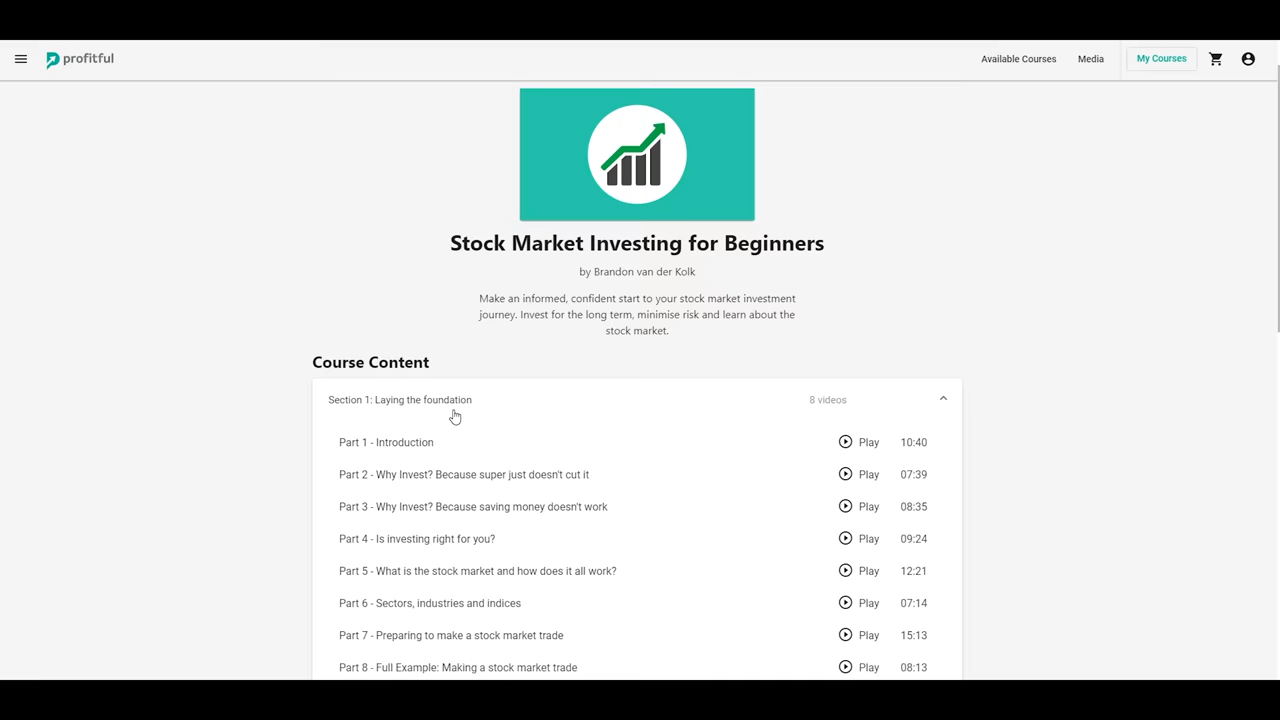 profitful
Available Courses
Media
My Courses
Stock Market Investing for Beginners
by Brandon van der Kolk
Make an informed, confident start to your stock market investment
journey. Invest for the long term, minimise risk and learn about the
stock market.
Course Content
Section 1: Laying the foundation 8 videos
Part 1 - Introduction Play 10:40
Part 2 - Why Invest? Because super just doesn't cut it Play 07:39
Part 3 - Why Invest? Because saving money doesn't work Play 08:35
Part 4 - Is investing right for you? Play 09:24
Part 5 - What is the stock market and how does it all work? Play 12:21
Part 6 - Sectors, industries and indices Play 07:14
Part 7 - Preparing to make a stock market trade Play 15:13
Part 8 - Full Example: Making a stock market trade Play 08:13